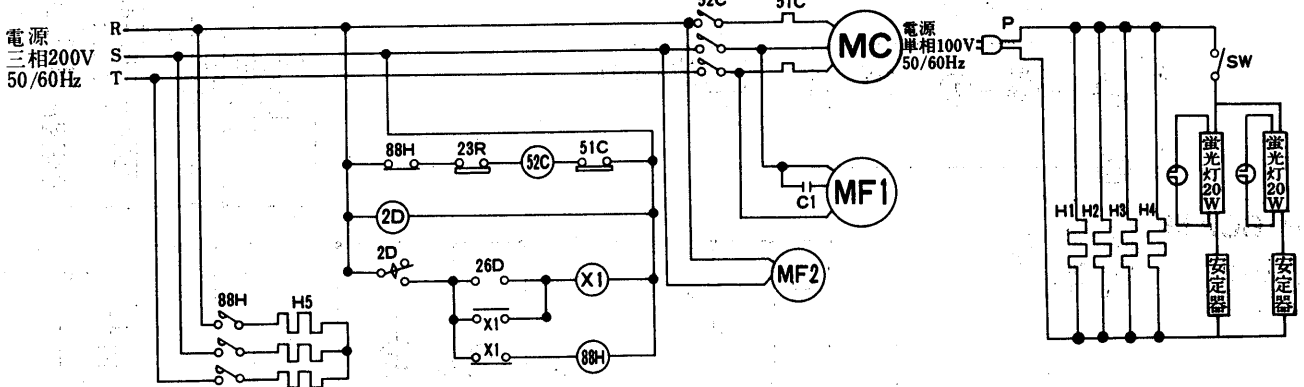 電源
三相200V
50/60Hz
R
S
T
52C
51C
MC
電源
単相100V
50/60Hz
P
SW
88H
23R
52C
51C
2D
2D
26D
X1
X1
X1
88H
88H
H5
C1
MF1
MF2
H1
H2
H3
H4
蛍光灯20W
蛍光灯20W
安定器
安定器